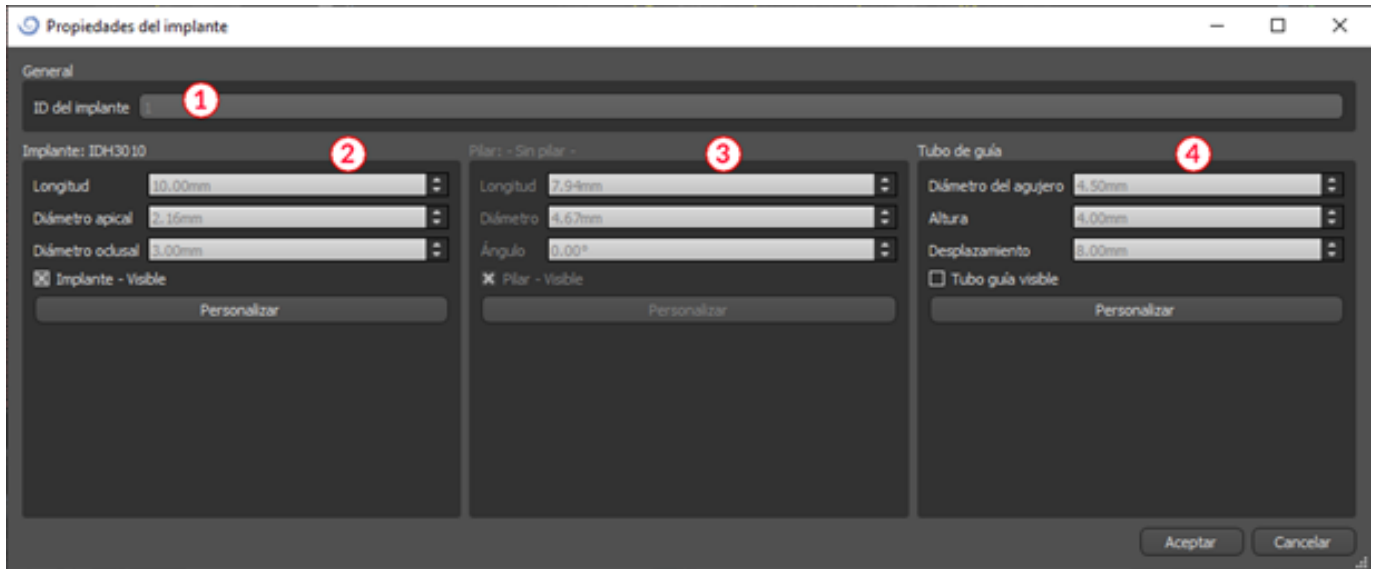 Propiedades del implante
General
ID del implante 1
1
Implante: IDH3010
2
Longitud 10.00mm
Diámetro apical 2.16mm
Diámetro oclusal 3.00mm
Implante - Visible
Personalizar
Pilar: - Sin pilar -
3
Longitud 7.94mm
Diámetro 4.67mm
Ángulo 0.00°
Pilar - Visible
Personalizar
Tubo de guía
4
Diámetro del agujero 4.50mm
Altura 4.00mm
Desplazamiento 8.00mm
Tubo guía visible
Personalizar
Aceptar
Cancelar